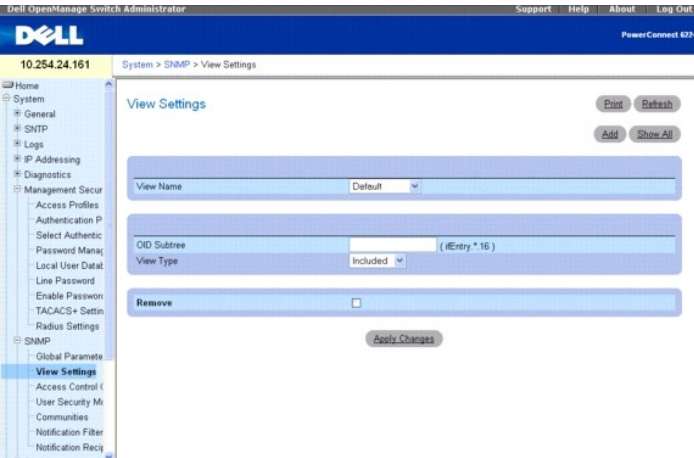 Dell OpenManage Switch Administrator
Support Help About Log Out
DELL
PowerConnect 622
10.254.24.161
System > SNMP > View Settings
Home
System
General
SNTP
Logs
IP Addressing
Diagnostics
Management Secur
Access Profiles
Authentication P
Select Authentic
Password Manag
Local User Datab
Line Password
Enable Passwor
TACACS+ Settin
Radius Settings
SNMP
Global Paramete
View Settings
Access Control
User Security Mo
Communities
Notification Filter
Notification Recip
View Settings
Print Refresh
Add Show All
View Name Default
OID Subtree ( ifEntry.*.16 )
View Type Included
Remove
Apply Changes